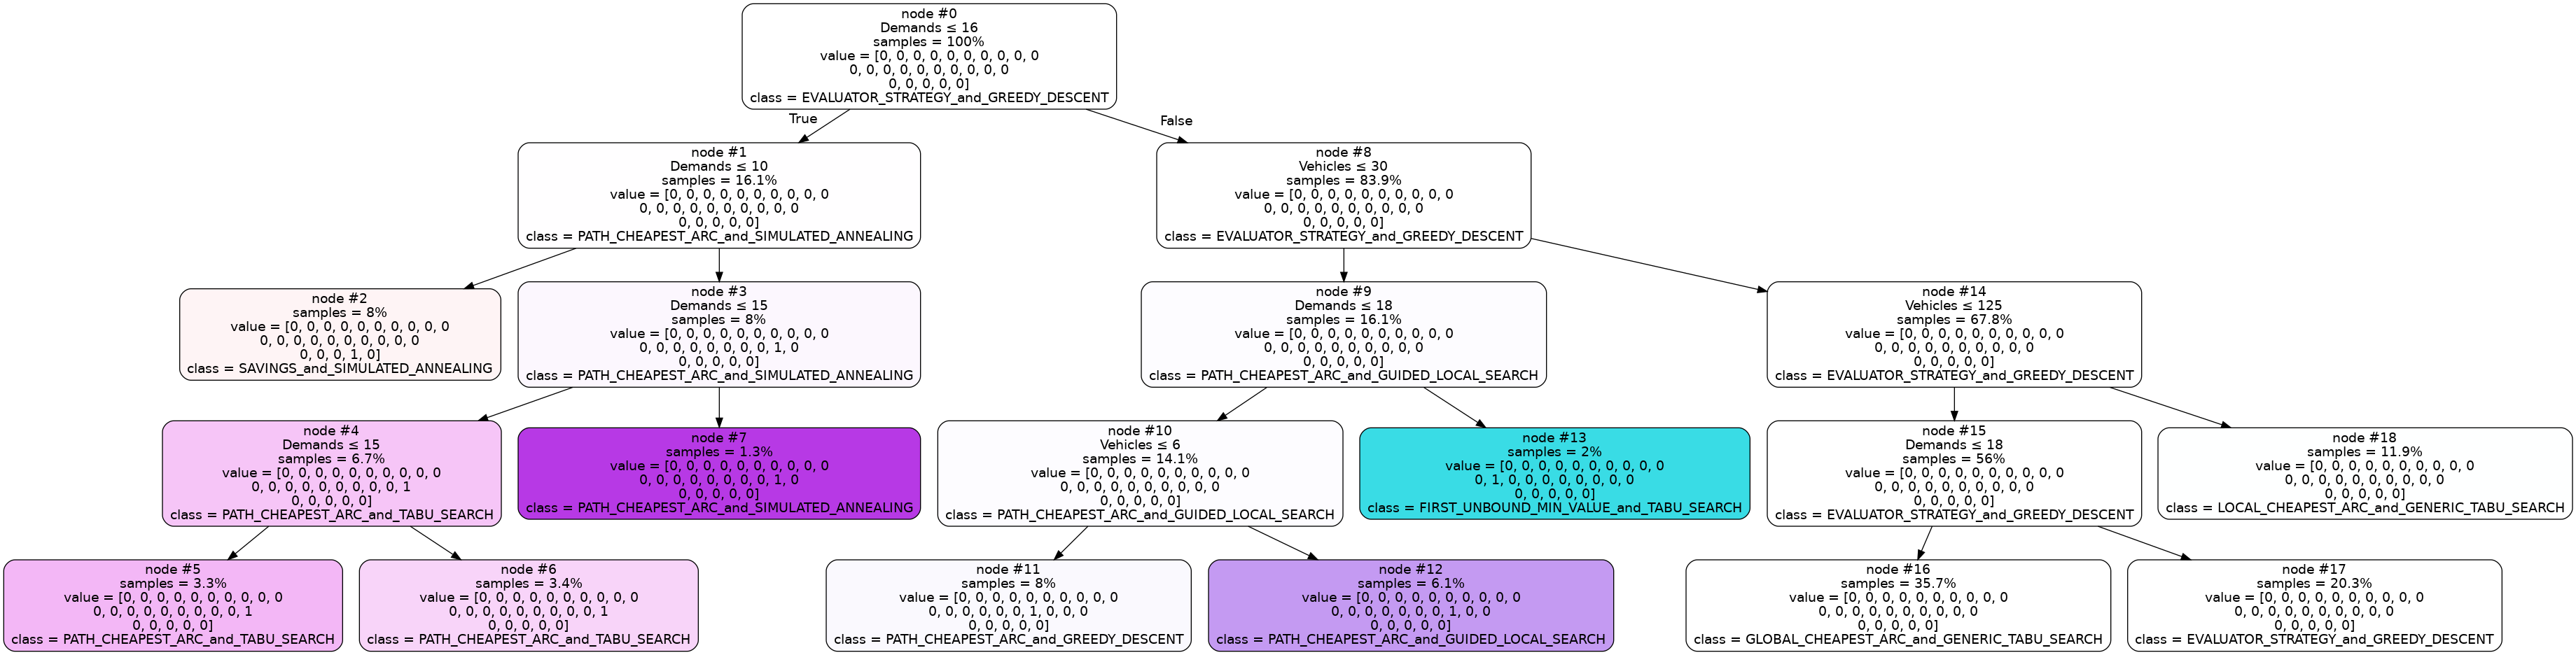 node #0
Demands ≤ 16
samples = 100%
value = [0, 0, 0, 0, 0, 0, 0, 0, 0, 0
0, 0, 0, 0, 0, 0, 0, 0, 0, 0
0, 0, 0, 0, 0]
class = EVALUATOR_STRATEGY_and_GREEDY_DESCENT
True
False
node #1
Demands ≤ 10
samples = 16.1%
value = [0, 0, 0, 0, 0, 0, 0, 0, 0, 0
0, 0, 0, 0, 0, 0, 0, 0, 0, 0
0, 0, 0, 0, 0]
class = PATH_CHEAPEST_ARC_and_SIMULATED_ANNEALING
node #8
Vehicles ≤ 30
samples = 83.9%
value = [0, 0, 0, 0, 0, 0, 0, 0, 0, 0
0, 0, 0, 0, 0, 0, 0, 0, 0, 0
0, 0, 0, 0, 0]
class = EVALUATOR_STRATEGY_and_GREEDY_DESCENT
node #2
samples = 8%
value = [0, 0, 0, 0, 0, 0, 0, 0, 0, 0
0, 0, 0, 0, 0, 0, 0, 0, 0, 0
0, 0, 0, 1, 0]
class = SAVINGS_and_SIMULATED_ANNEALING
node #3
Demands ≤ 15
samples = 8%
value = [0, 0, 0, 0, 0, 0, 0, 0, 0, 0
0, 0, 0, 0, 0, 0, 0, 0, 1, 0
0, 0, 0, 0, 0]
class = PATH_CHEAPEST_ARC_and_SIMULATED_ANNEALING
node #9
Demands ≤ 18
samples = 16.1%
value = [0, 0, 0, 0, 0, 0, 0, 0, 0, 0
0, 0, 0, 0, 0, 0, 0, 0, 0, 0
0, 0, 0, 0, 0]
class = PATH_CHEAPEST_ARC_and_GUIDED_LOCAL_SEARCH
node #14
Vehicles ≤ 125
samples = 67.8%
value = [0, 0, 0, 0, 0, 0, 0, 0, 0, 0
0, 0, 0, 0, 0, 0, 0, 0, 0, 0
0, 0, 0, 0, 0]
class = EVALUATOR_STRATEGY_and_GREEDY_DESCENT
node #4
Demands ≤ 15
samples = 6.7%
value = [0, 0, 0, 0, 0, 0, 0, 0, 0, 0
0, 0, 0, 0, 0, 0, 0, 0, 0, 1
0, 0, 0, 0, 0]
class = PATH_CHEAPEST_ARC_and_TABU_SEARCH
node #7
samples = 1.3%
value = [0, 0, 0, 0, 0, 0, 0, 0, 0, 0
0, 0, 0, 0, 0, 0, 0, 0, 1, 0
0, 0, 0, 0, 0]
class = PATH_CHEAPEST_ARC_and_SIMULATED_ANNEALING
node #10
Vehicles ≤ 6
samples = 14.1%
value = [0, 0, 0, 0, 0, 0, 0, 0, 0, 0
0, 0, 0, 0, 0, 0, 0, 0, 0, 0
0, 0, 0, 0, 0]
class = PATH_CHEAPEST_ARC_and_GUIDED_LOCAL_SEARCH
node #13
samples = 2%
value = [0, 0, 0, 0, 0, 0, 0, 0, 0, 0
0, 1, 0, 0, 0, 0, 0, 0, 0, 0
0, 0, 0, 0, 0]
class = FIRST_UNBOUND_MIN_VALUE_and_TABU_SEARCH
node #15
Demands ≤ 18
samples = 56%
value = [0, 0, 0, 0, 0, 0, 0, 0, 0, 0
0, 0, 0, 0, 0, 0, 0, 0, 0, 0
0, 0, 0, 0, 0]
class = EVALUATOR_STRATEGY_and_GREEDY_DESCENT
node #18
samples = 11.9%
value = [0, 0, 0, 0, 0, 0, 0, 0, 0, 0
0, 0, 0, 0, 0, 0, 0, 0, 0, 0
0, 0, 0, 0, 0]
class = LOCAL_CHEAPEST_ARC_and_GENERIC_TABU_SEARCH
node #5
samples = 3.3%
value = [0, 0, 0, 0, 0, 0, 0, 0, 0, 0
0, 0, 0, 0, 0, 0, 0, 0, 0, 1
0, 0, 0, 0, 0]
class = PATH_CHEAPEST_ARC_and_TABU_SEARCH
node #6
samples = 3.4%
value = [0, 0, 0, 0, 0, 0, 0, 0, 0, 0
0, 0, 0, 0, 0, 0, 0, 0, 0, 1
0, 0, 0, 0, 0]
class = PATH_CHEAPEST_ARC_and_TABU_SEARCH
node #11
samples = 8%
value = [0, 0, 0, 0, 0, 0, 0, 0, 0, 0
0, 0, 0, 0, 0, 0, 1, 0, 0, 0
0, 0, 0, 0, 0]
class = PATH_CHEAPEST_ARC_and_GREEDY_DESCENT
node #12
samples = 6.1%
value = [0, 0, 0, 0, 0, 0, 0, 0, 0, 0
0, 0, 0, 0, 0, 0, 0, 1, 0, 0
0, 0, 0, 0, 0]
class = PATH_CHEAPEST_ARC_and_GUIDED_LOCAL_SEARCH
node #16
samples = 35.7%
value = [0, 0, 0, 0, 0, 0, 0, 0, 0, 0
0, 0, 0, 0, 0, 0, 0, 0, 0, 0
0, 0, 0, 0, 0]
class = GLOBAL_CHEAPEST_ARC_and_GENERIC_TABU_SEARCH
node #17
samples = 20.3%
value = [0, 0, 0, 0, 0, 0, 0, 0, 0, 0
0, 0, 0, 0, 0, 0, 0, 0, 0, 0
0, 0, 0, 0, 0]
class = EVALUATOR_STRATEGY_and_GREEDY_DESCENT